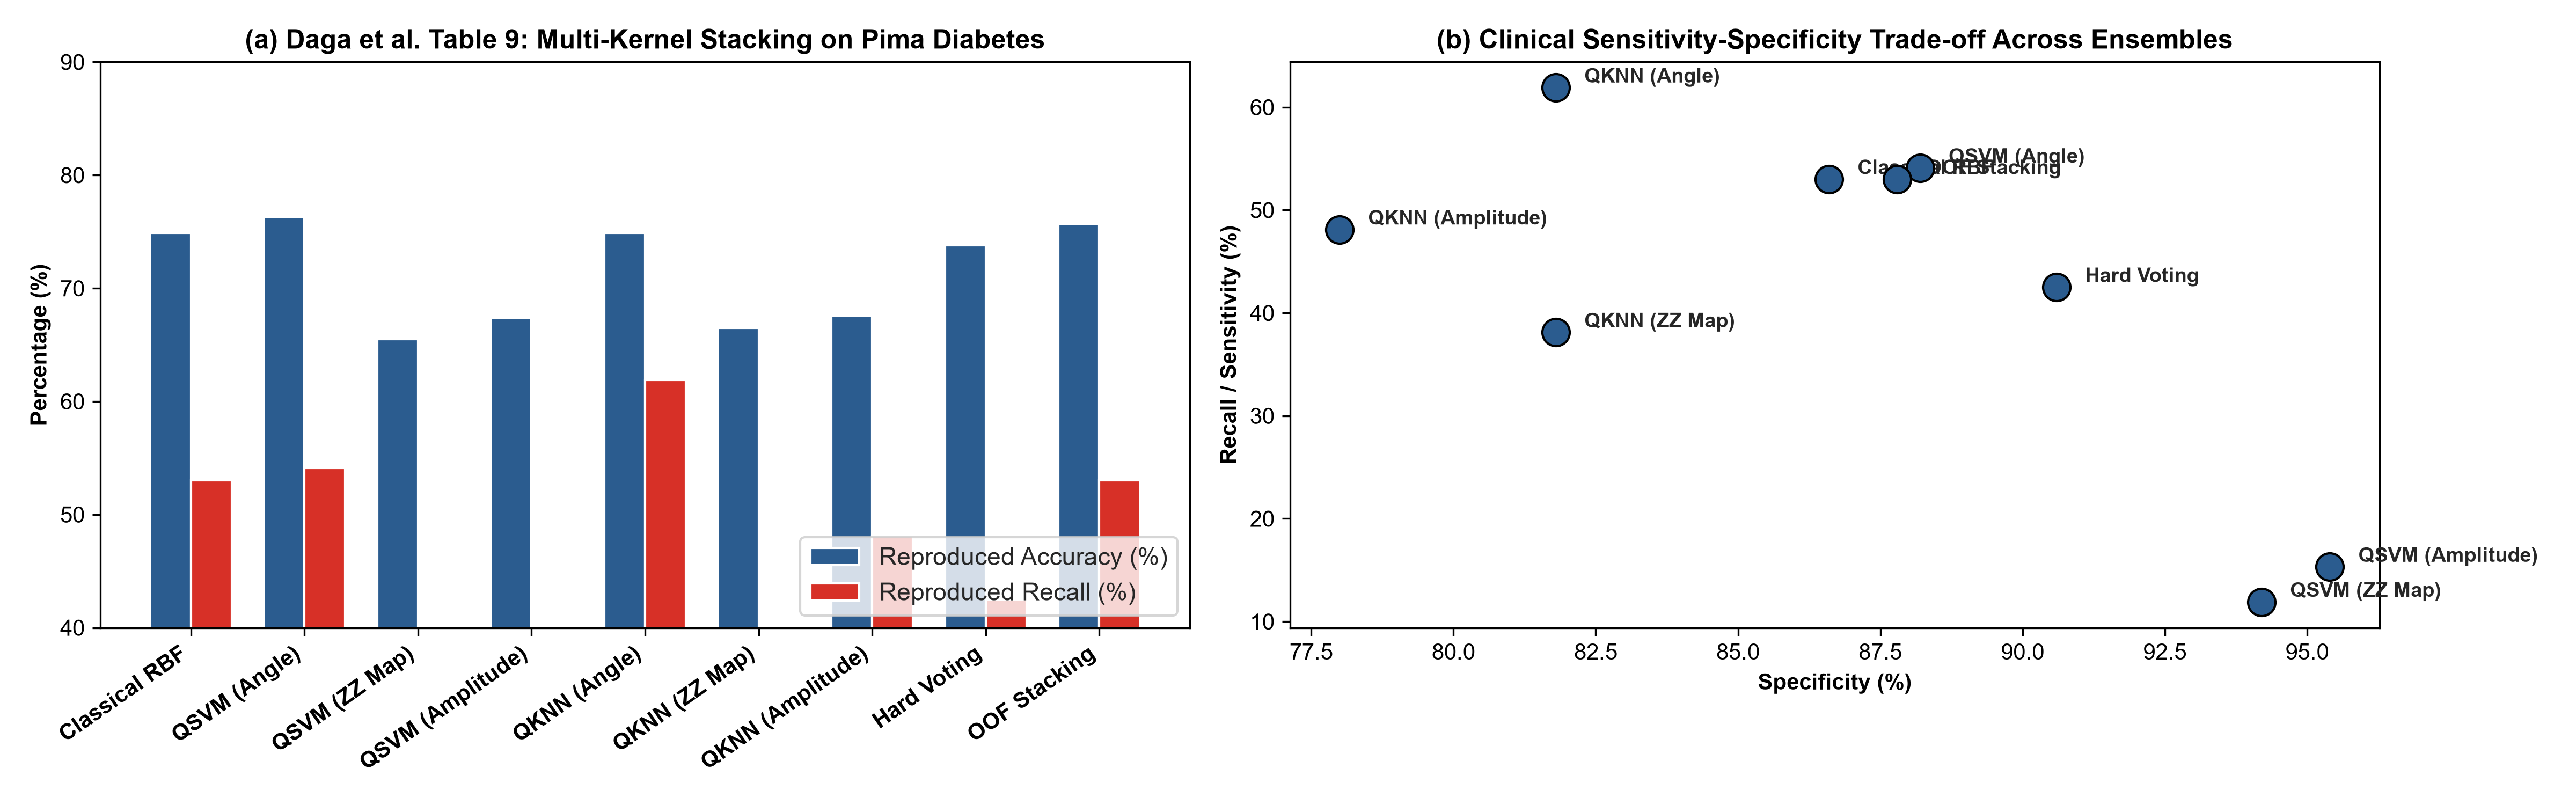 (a) Daga et al. Table 9: Multi-Kernel Stacking on Pima Diabetes
Percentage (%)
90
80
70
60
50
40
Reproduced Accuracy (%)
Reproduced Recall (%)
Classical RBF
QSVM (Angle)
QSVM (ZZ Map)
QSVM (Amplitude)
QKNN (Angle)
QKNN (ZZ Map)
QKNN (Amplitude)
Hard Voting
OOF Stacking
(b) Clinical Sensitivity-Specificity Trade-off Across Ensembles
Recall / Sensitivity (%)
60
50
40
30
20
10
QKNN (Angle)
QSVM (Angle)
Classical RBF
OOF Stacking
QKNN (Amplitude)
Hard Voting
QKNN (ZZ Map)
QSVM (Amplitude)
QSVM (ZZ Map)
77.5
80.0
82.5
85.0
87.5
90.0
92.5
95.0
Specificity (%)